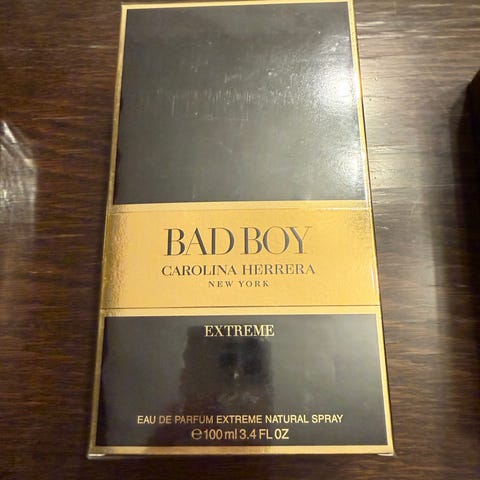 BAD BOY
CAROLINA HERRERA
NEW YORK
EXTREME
EAU DE PARFUM EXTREME NATURAL SPRAY
℮100 ml 3.4 FL OZ